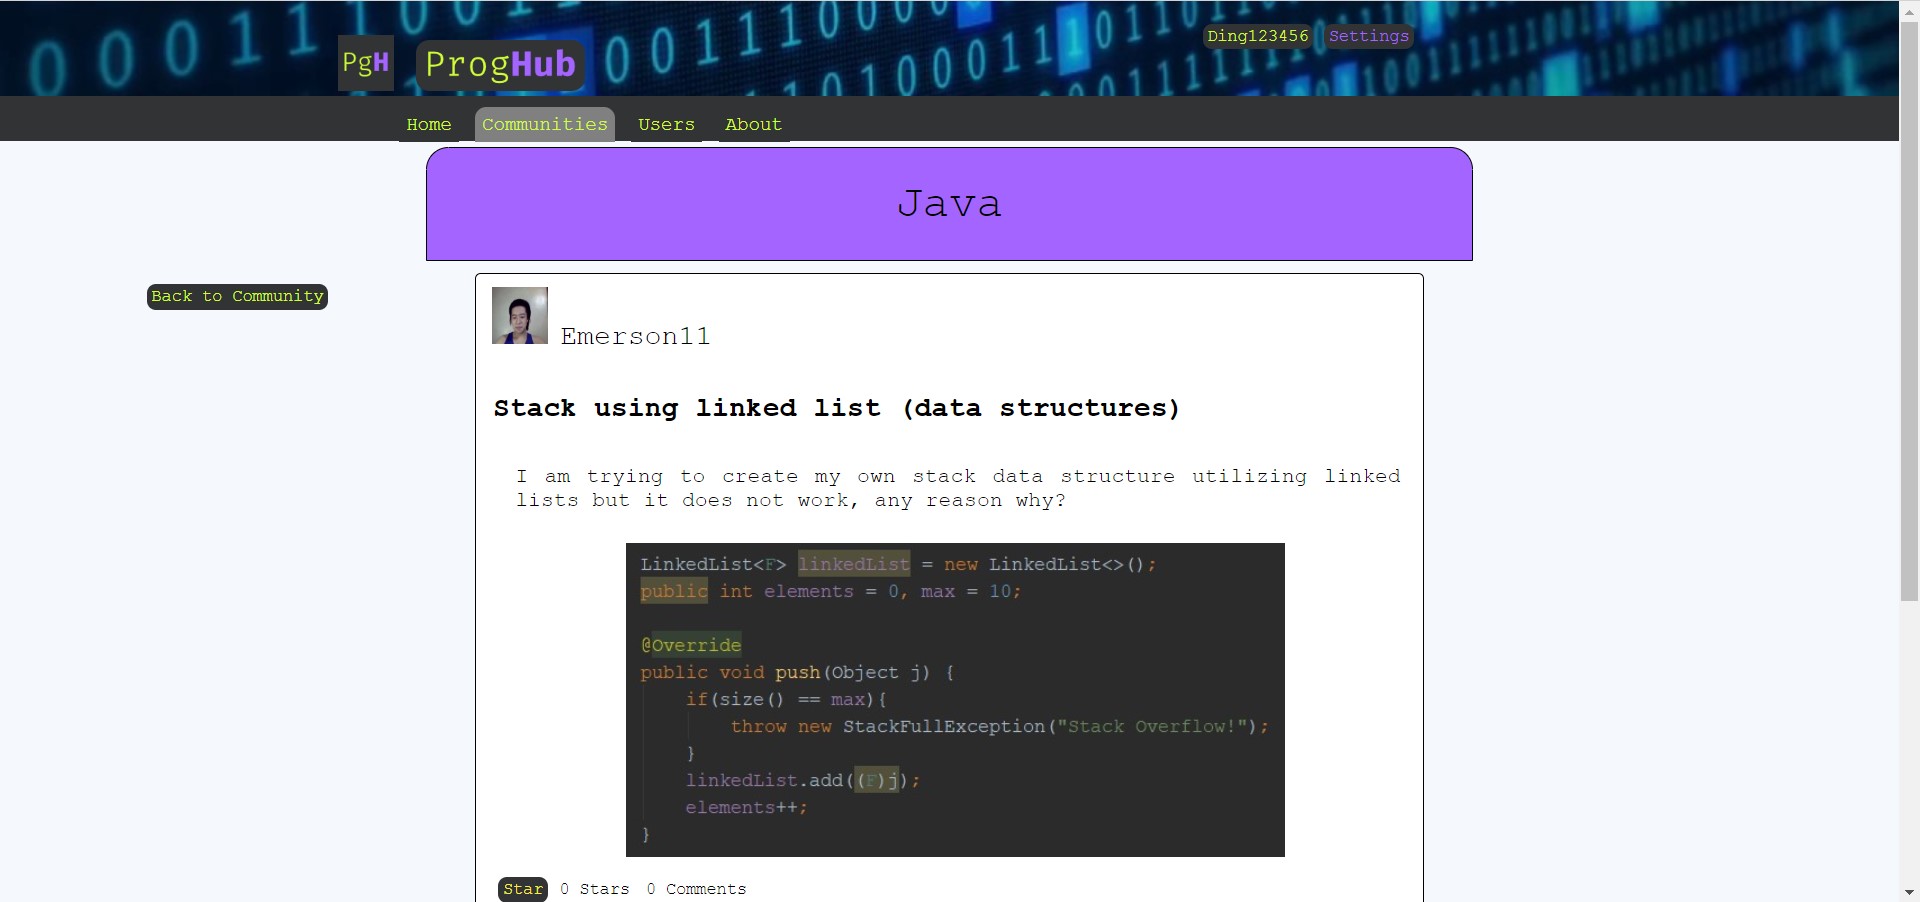 PgH
ProgHub
Ding123456 Settings
Home Communities Users About
Java
Back to Community
Emerson11
Stack using linked list (data structures)
I am trying to create my own stack data structure utilizing linked
lists but it does not work, any reason why?
LinkedList<F> linkedList = new LinkedList<>();
public int elements = 0, max = 10;
@Override
public void push(Object j) {
if(size() == max){
throw new StackFullException("Stack Overflow!");
}
linkedList.add((F)j);
elements++;
}
Star 0 Stars 0 Comments